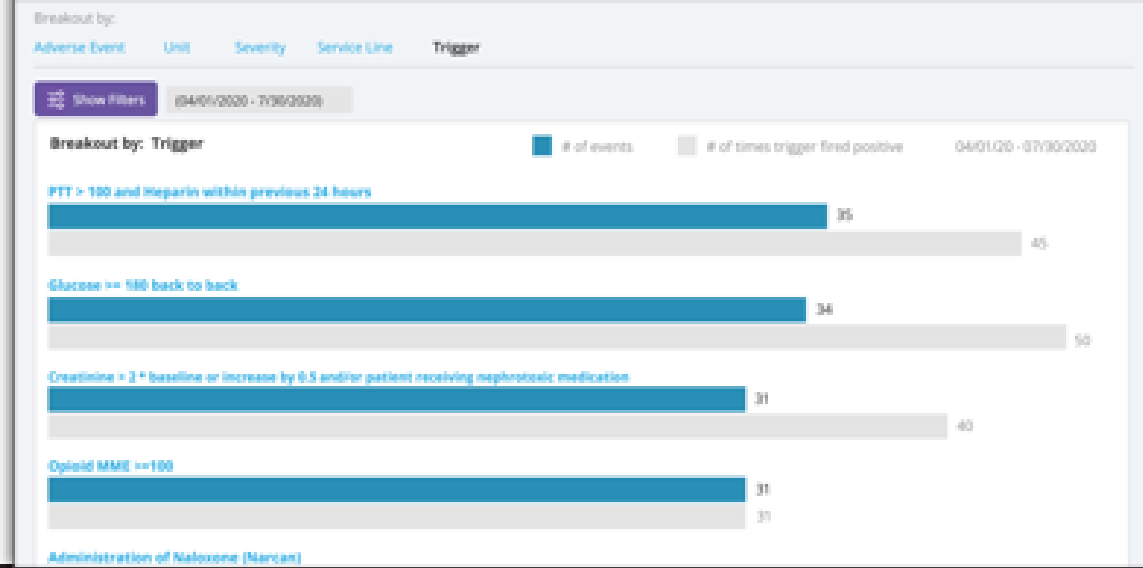 Breakout by:
Adverse Event Unit Severity Service Line Trigger
Show Filters (04/01/2020 - 7/30/2020)
Breakout by: Trigger # of events # of times trigger fired positive 04/01/20 - 07/30/2020
PTT > 100 and Heparin within previous 24 hours
35
45
Glucose >= 180 back to back
34
50
Creatinine > 2 * baseline or increase by 0.5 and/or patient receiving nephrotoxic medication
31
40
Opioid MME >=100
31
31
Administration of Naloxone (Narcan)